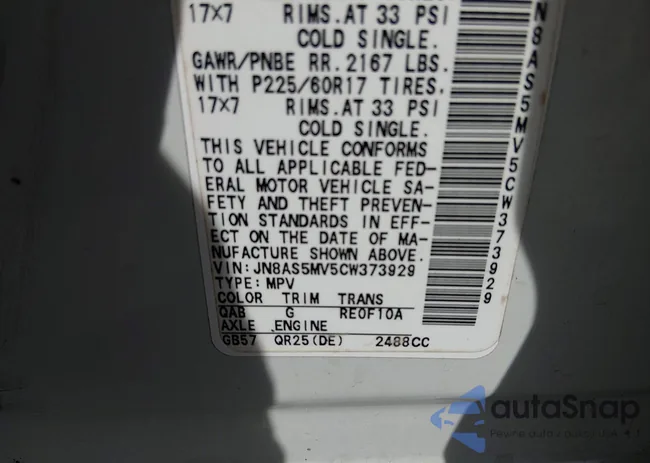 17X7 RIMS.AT 33 PSI
COLD SINGLE.
GAWR/PNBE RR. 2167 LBS.
WITH P225/60R17 TIRES.
17X7 RIMS.AT 33 PSI
COLD SINGLE.
THIS VEHICLE CONFORMS
TO ALL APPLICABLE FED-
ERAL MOTOR VEHICLE SA-
FETY AND THEFT PREVEN-
TION STANDARDS IN EFF-
ECT ON THE DATE OF MA-
NUFACTURE SHOWN ABOVE.
VIN:JN8AS5MV5CW373929
TYPE:MPV
COLOR TRIM TRANS
QAB G RE0F10A
AXLE ENGINE
GB57 QR25(DE) 2488CC
N8AS5MV5CW373929
autaSnap